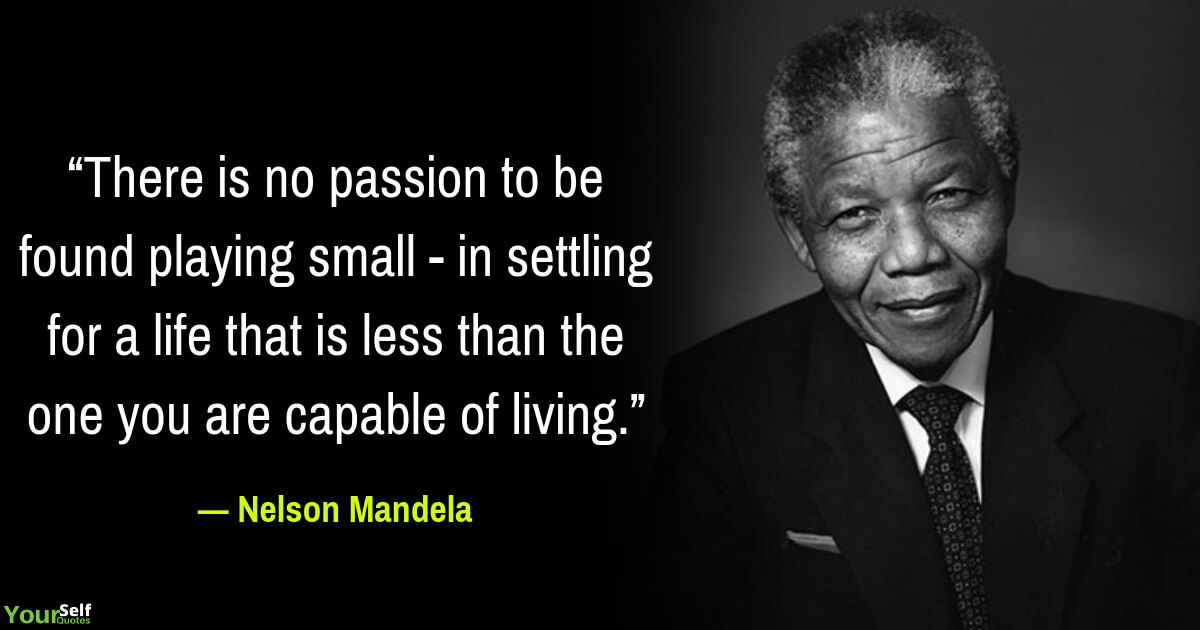 “There is no passion to be
found playing small - in settling
for a life that is less than the
one you are capable of living.”
— Nelson Mandela
YourSelf
Quotes